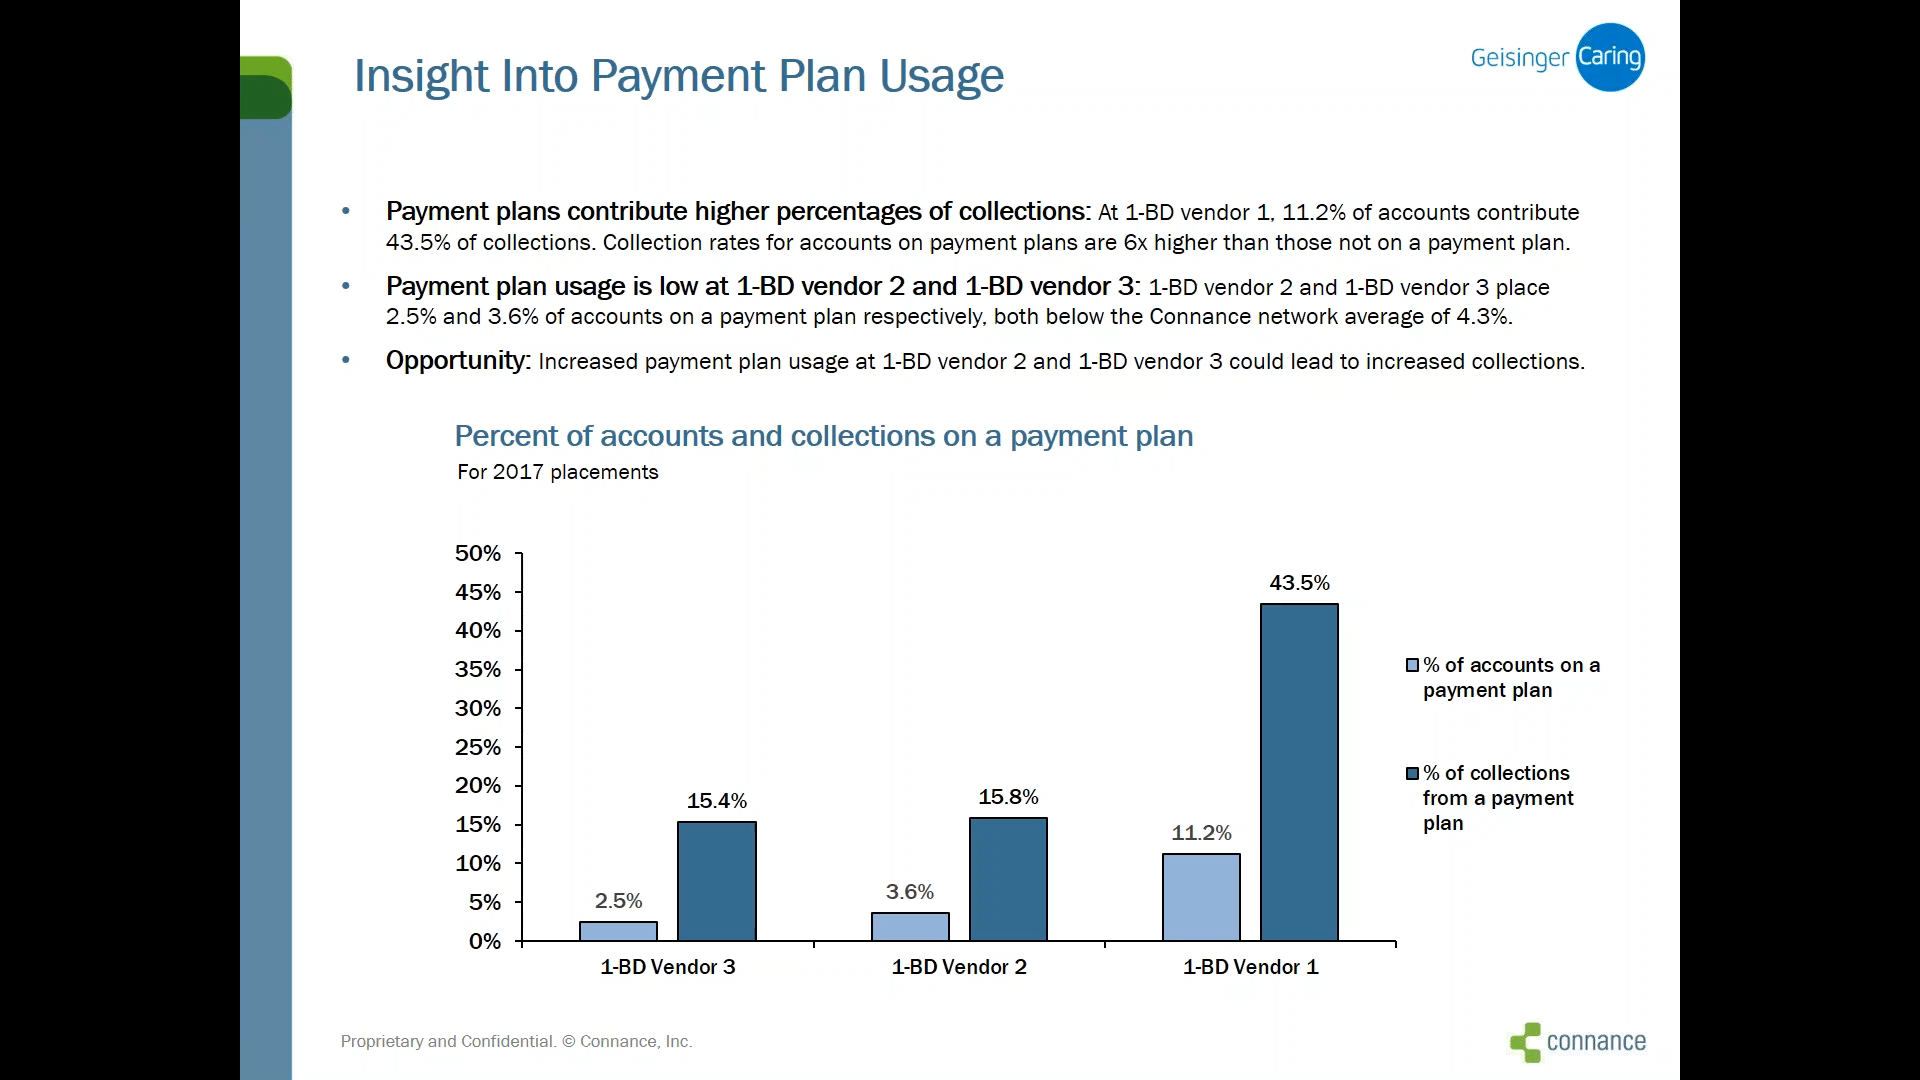 Insight Into Payment Plan Usage
Geisinger Caring
• Payment plans contribute higher percentages of collections: At 1-BD vendor 1, 11.2% of accounts contribute
43.5% of collections. Collection rates for accounts on payment plans are 6x higher than those not on a payment plan.
• Payment plan usage is low at 1-BD vendor 2 and 1-BD vendor 3: 1-BD vendor 2 and 1-BD vendor 3 place
2.5% and 3.6% of accounts on a payment plan respectively, both below the Connance network average of 4.3%.
• Opportunity: Increased payment plan usage at 1-BD vendor 2 and 1-BD vendor 3 could lead to increased collections.
Percent of accounts and collections on a payment plan
For 2017 placements
50%
45%
40%
35%
30%
25%
20%
15%
10%
5%
0%
2.5%
15.4%
3.6%
15.8%
11.2%
43.5%
1-BD Vendor 3
1-BD Vendor 2
1-BD Vendor 1
% of accounts on a
payment plan
% of collections
from a payment
plan
Proprietary and Confidential. © Connance, Inc.
connance